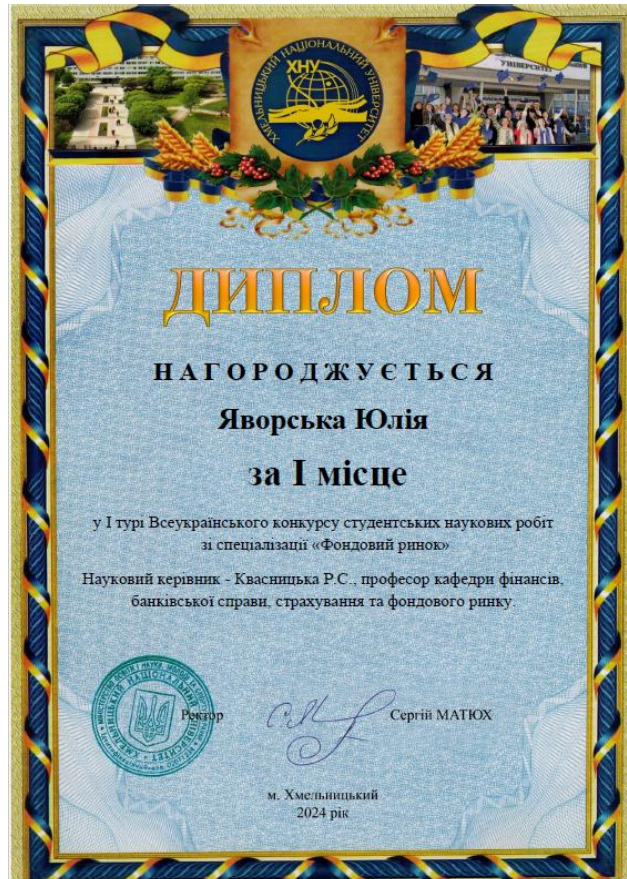 ХМЕЛЬНИЦЬКИЙ НАЦІОНАЛЬНИЙ УНІВЕРСИТЕТ
ХНУ
УНІВЕРСИТЕТ
ДИПЛОМ
НАГОРОДЖУЄТЬСЯ
Яворська Юлія
за І місце
у І турі Всеукраїнського конкурсу студентських наукових робіт
зі спеціалізації «Фондовий ринок»
Науковий керівник - Квасницька Р.С., професор кафедри фінансів,
банківської справи, страхування та фондового ринку.
Ректор
Сергій МАТЮХ
м. Хмельницький
2024 рік